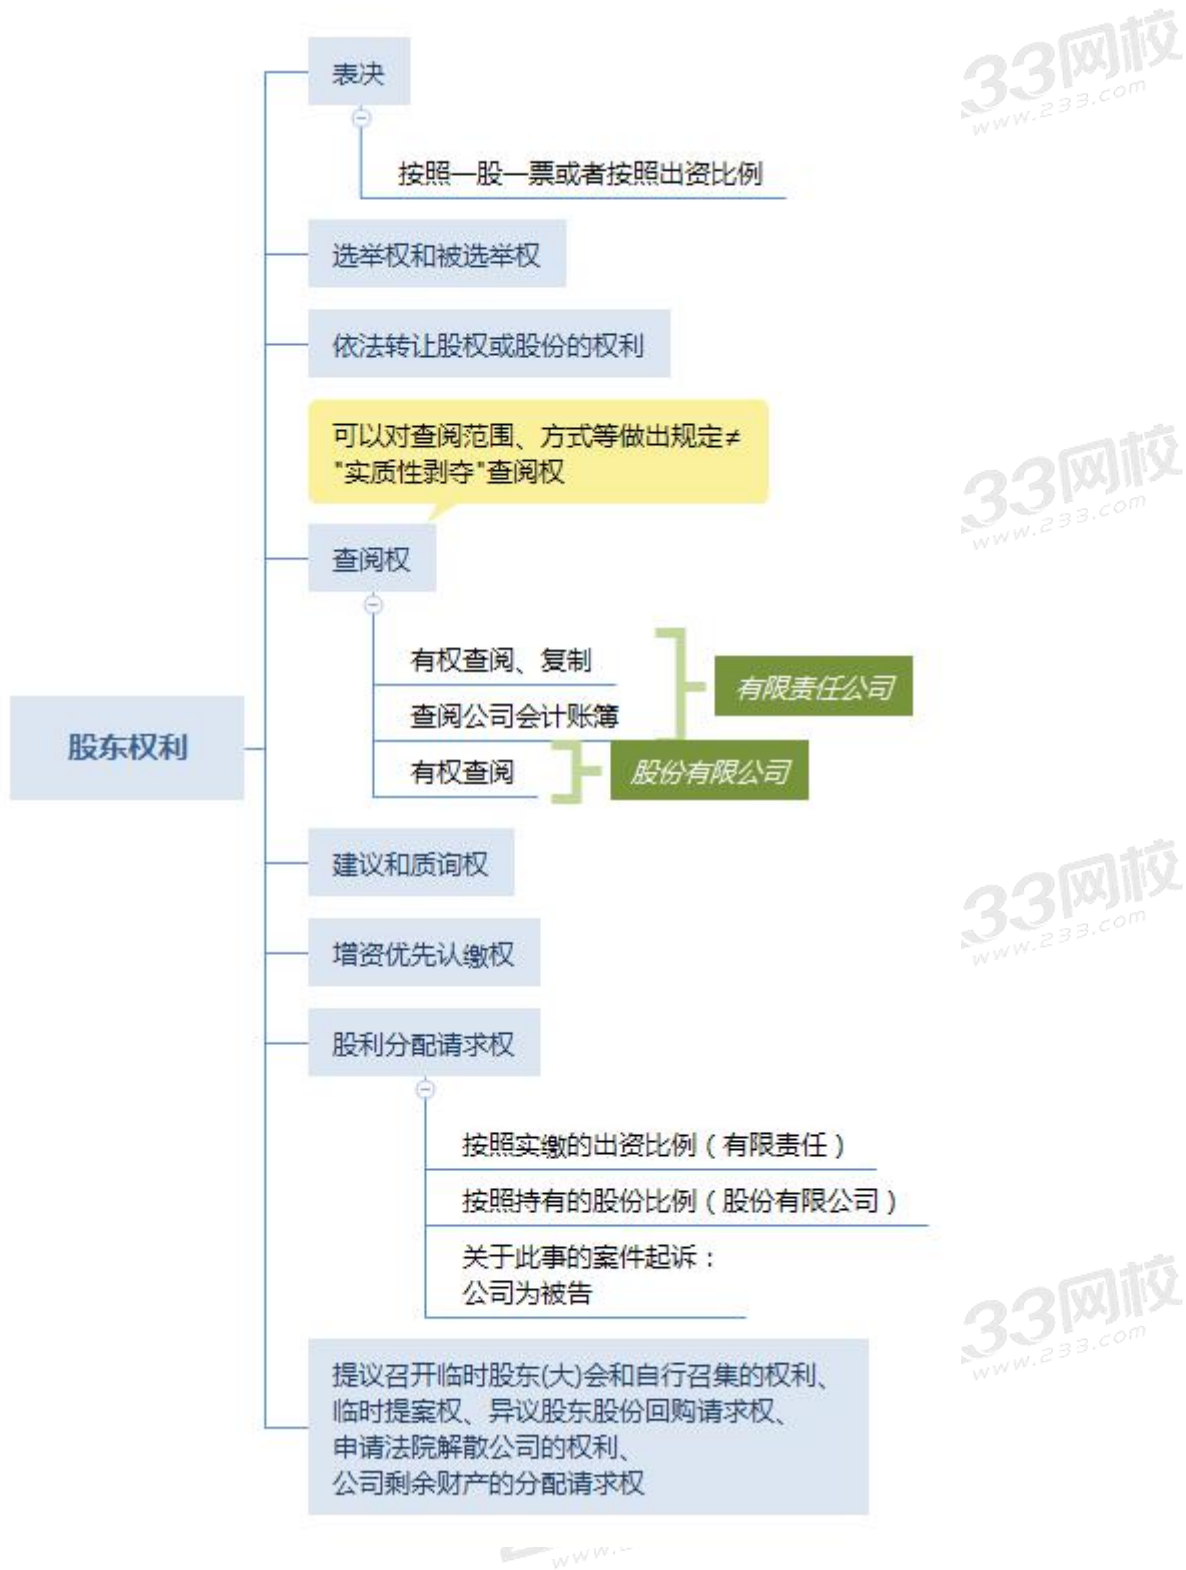 33网校
www.233.com
表决
按照一股一票或者按照出资比例
选举权和被选举权
依法转让股权或股份的权利
可以对查阅范围、方式等做出规定≠
"实质性剥夺"查阅权
33网校
www.233.com
查阅权
有权查阅、复制
有限责任公司
查阅公司会计账簿
股东权利
有权查阅
股份有限公司
建议和质询权
33网校
www.233.com
增资优先认缴权
股利分配请求权
按照实缴的出资比例（有限责任）
按照持有的股份比例（股份有限公司）
关于此事的案件起诉：
公司为被告
33网校
www.233.com
提议召开临时股东(大)会和自行召集的权利、
临时提案权、异议股东股份回购请求权、
申请法院解散公司的权利、
公司剩余财产的分配请求权
www.